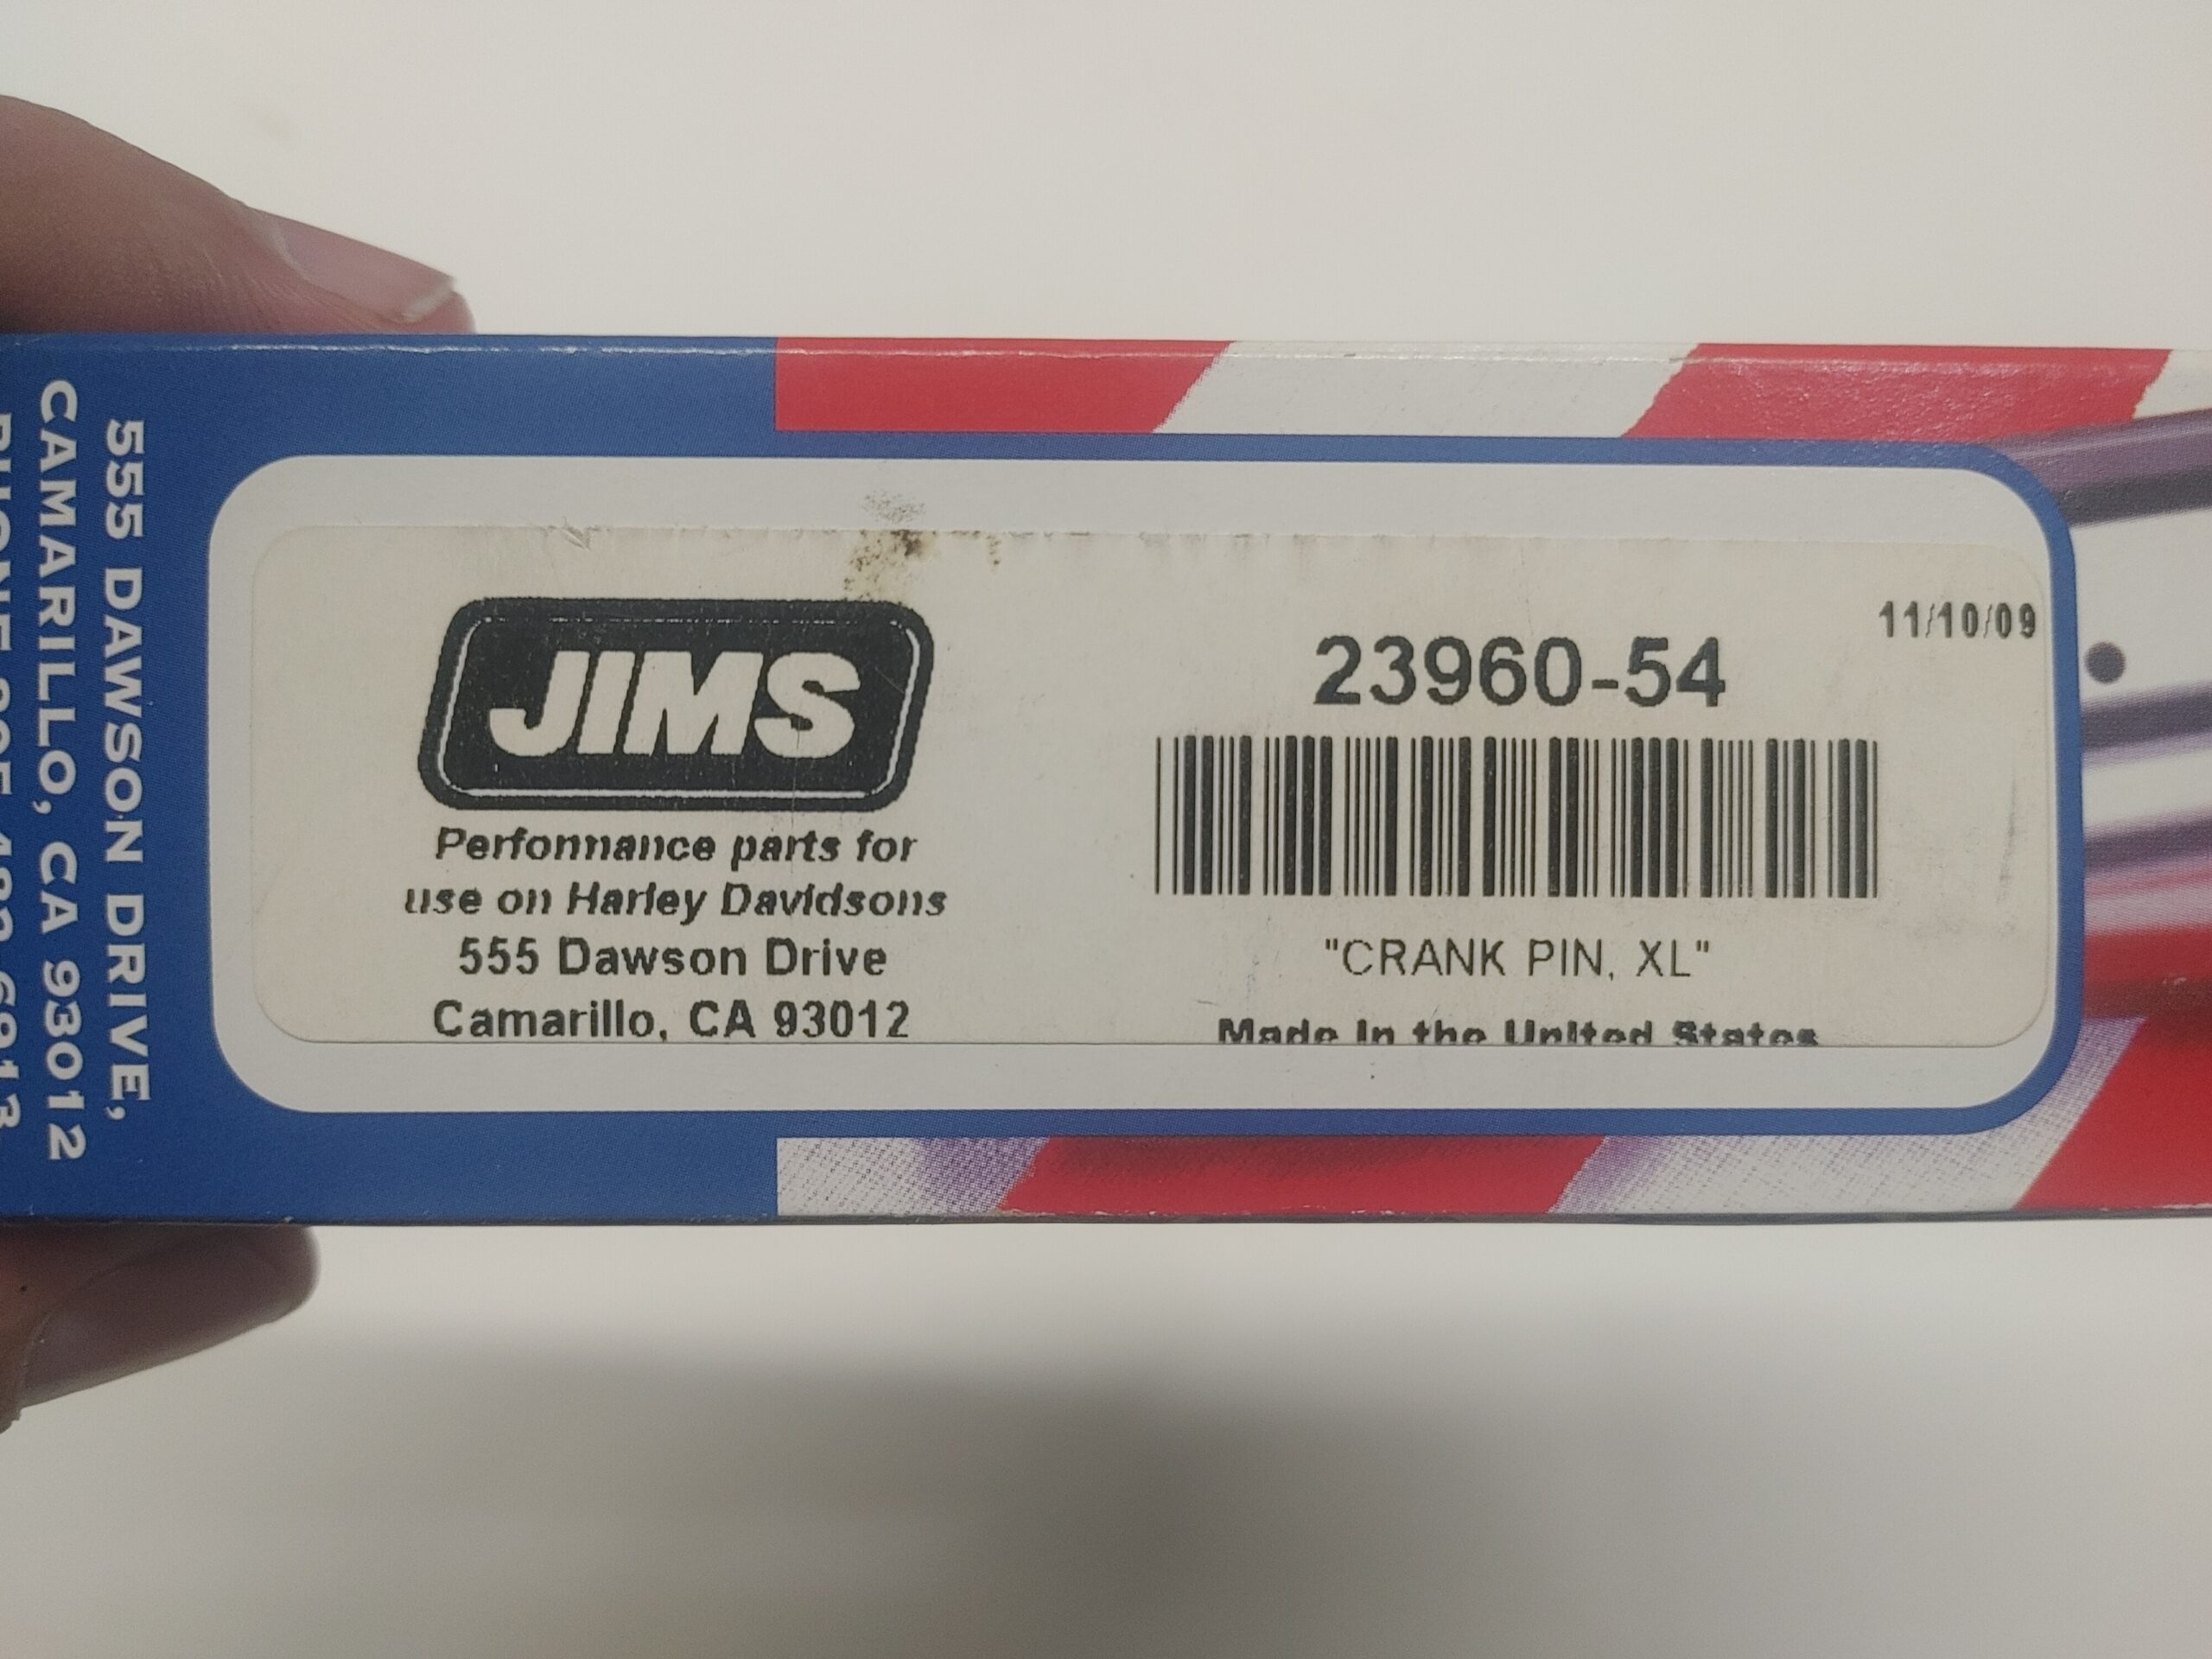 555 DAWSON DRIVE,
CAMARILLO, CA 93012
JIMS
Performance parts for
use on Harley Davidsons
555 Dawson Drive
Camarillo, CA 93012
11/10/09
23960-54
"CRANK PIN, XL"
Made In the United States